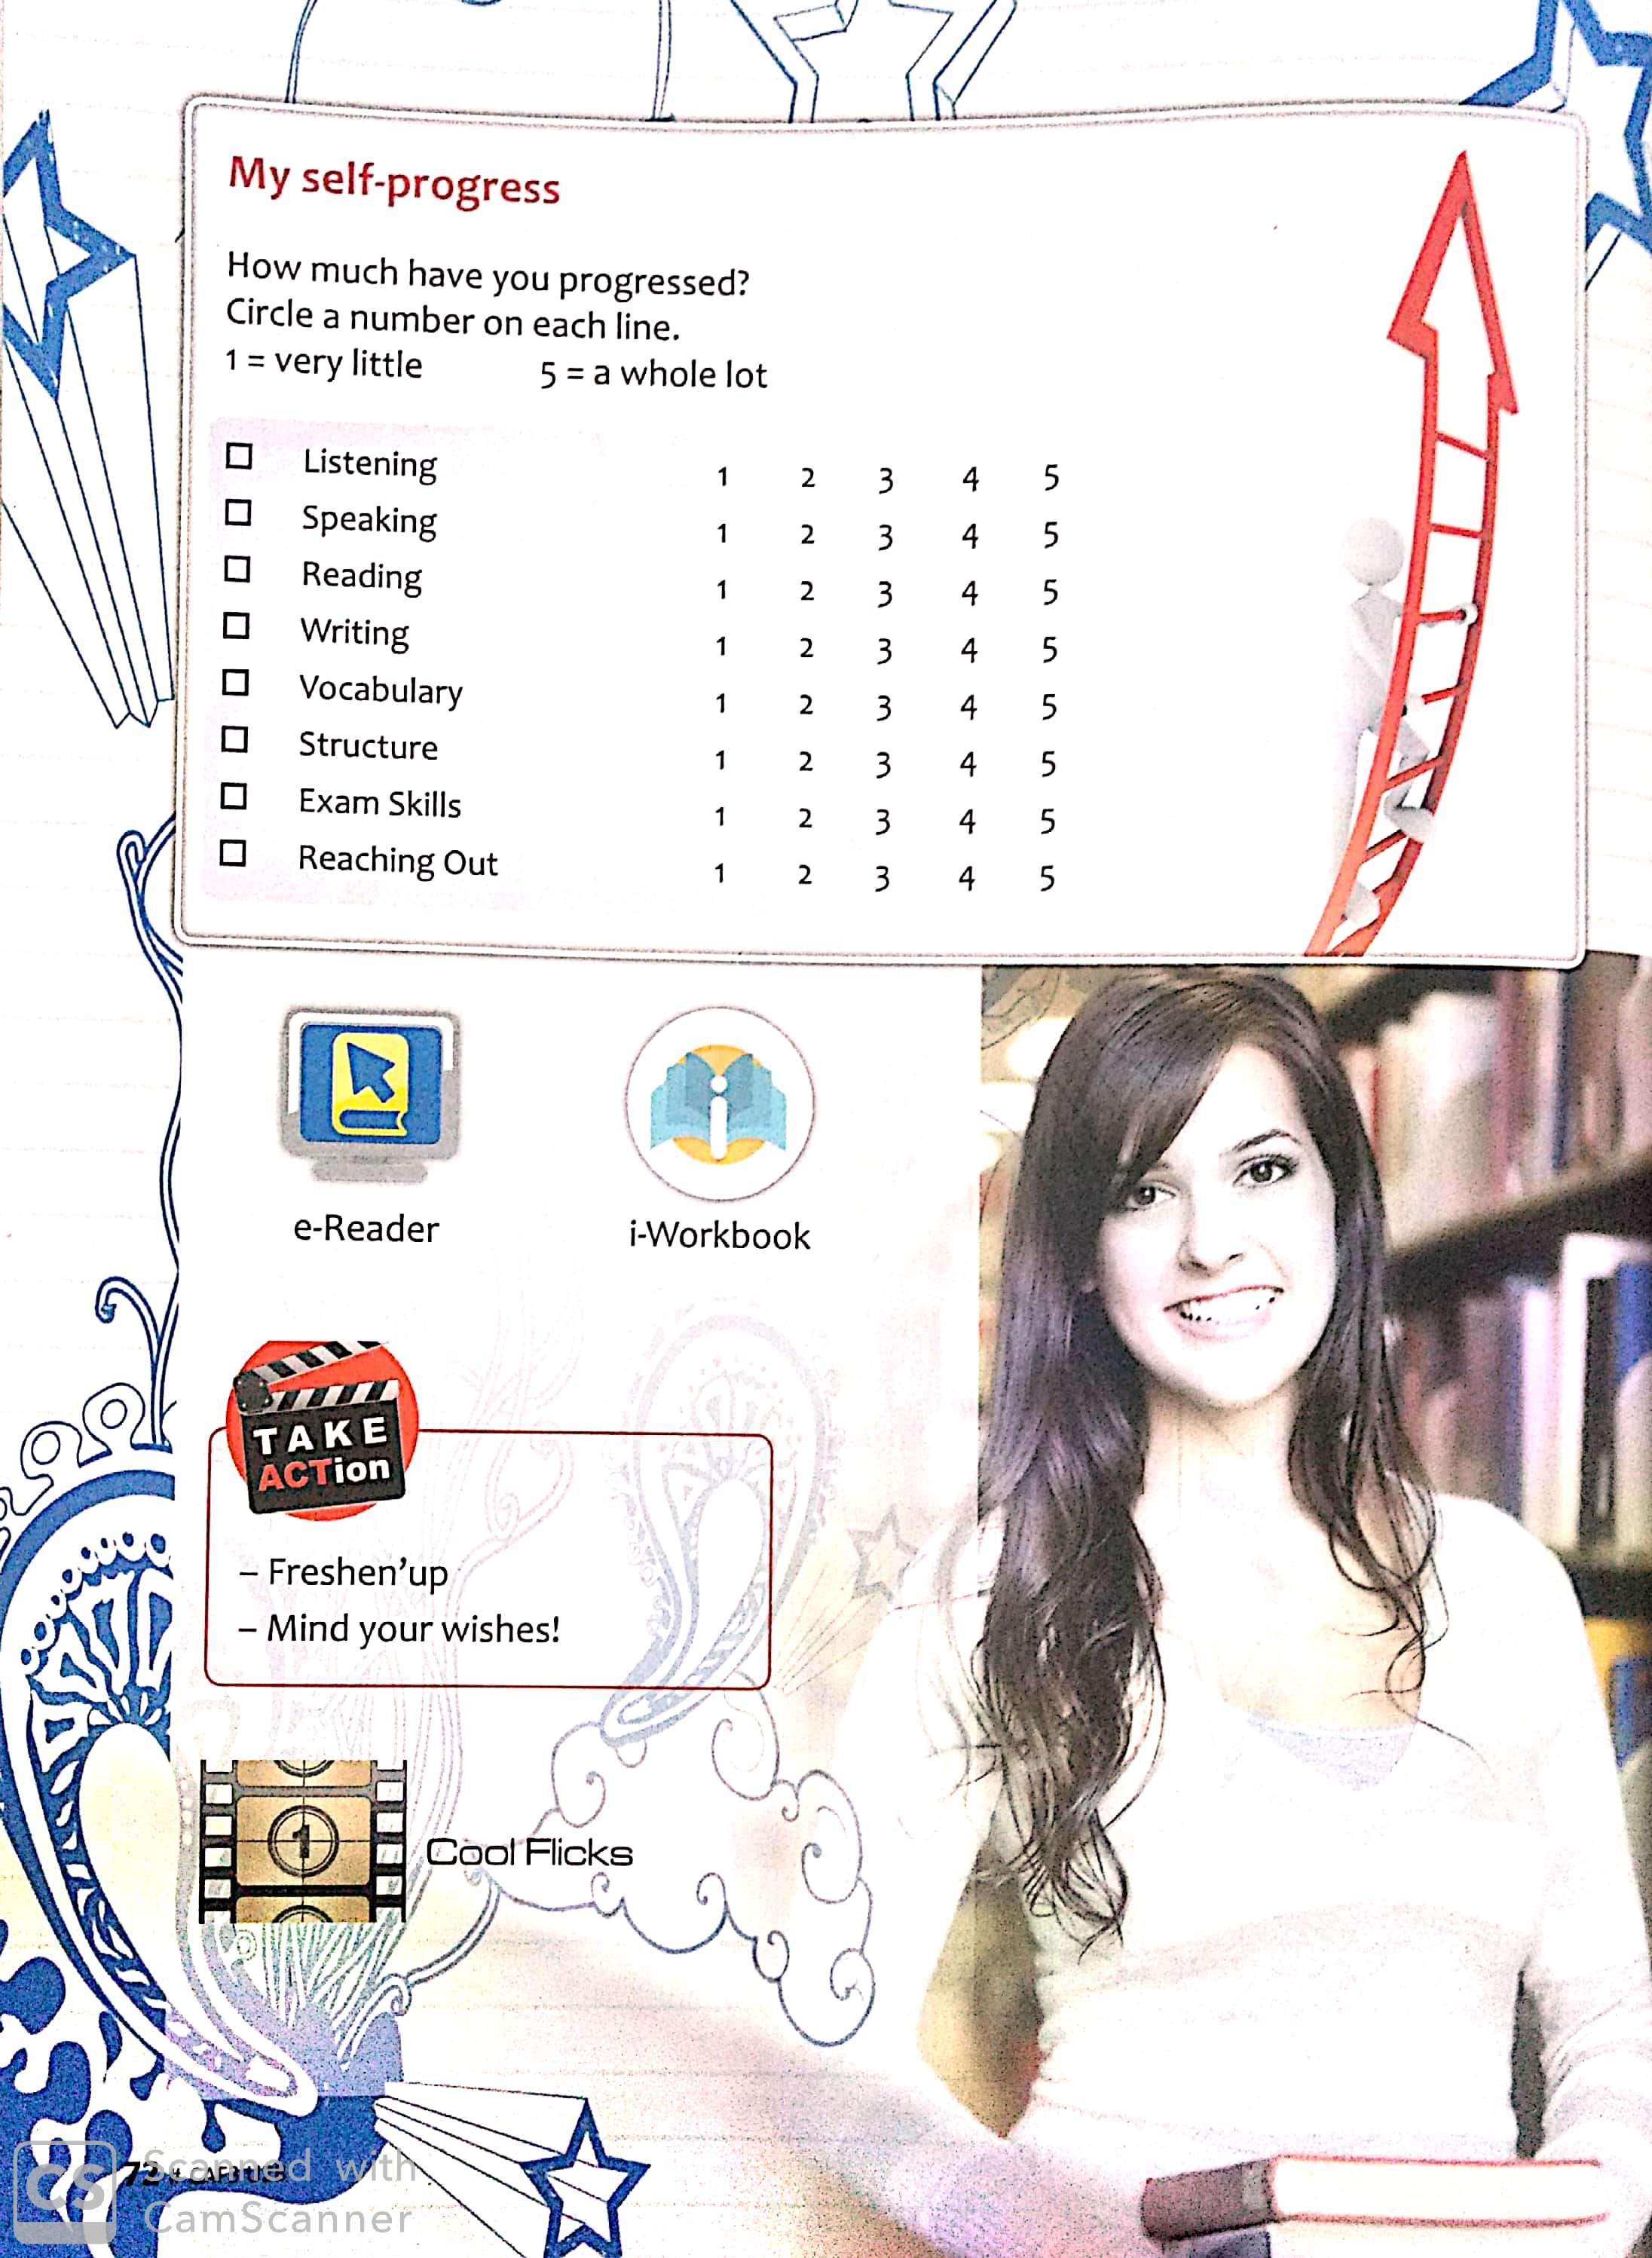 My self-progress
How much have you progressed?
Circle a number on each line.
1 = very little 5 = a whole lot
Listening 1 2 3 4 5
Speaking 1 2 3 4 5
Reading 1 2 3 4 5
Writing 1 2 3 4 5
Vocabulary 1 2 3 4 5
Structure 1 2 3 4 5
Exam Skills 1 2 3 4 5
Reaching Out 1 2 3 4 5
i
e-Reader i-Workbook
TAKE
ACTion
– Freshen'up
– Mind your wishes!
1
Cool Flicks
CS
Scanned with
CamScanner